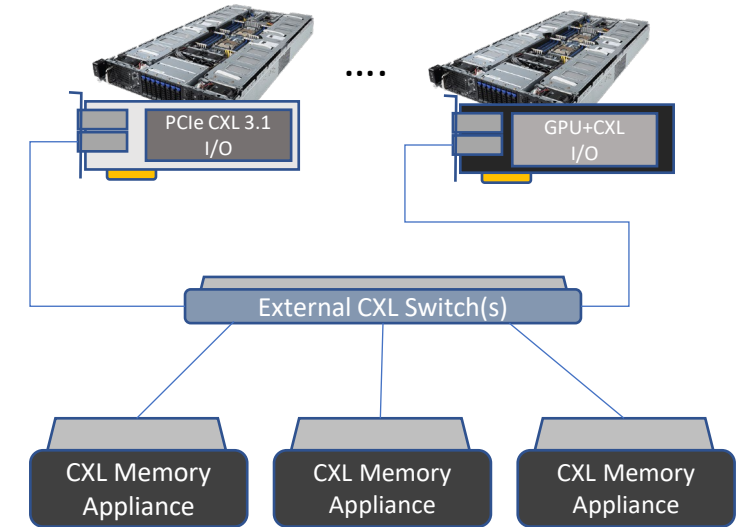 ....
PCIe CXL 3.1
I/O
GPU+CXL
I/O
External CXL Switch(s)
CXL Memory
Appliance
CXL Memory
Appliance
CXL Memory
Appliance